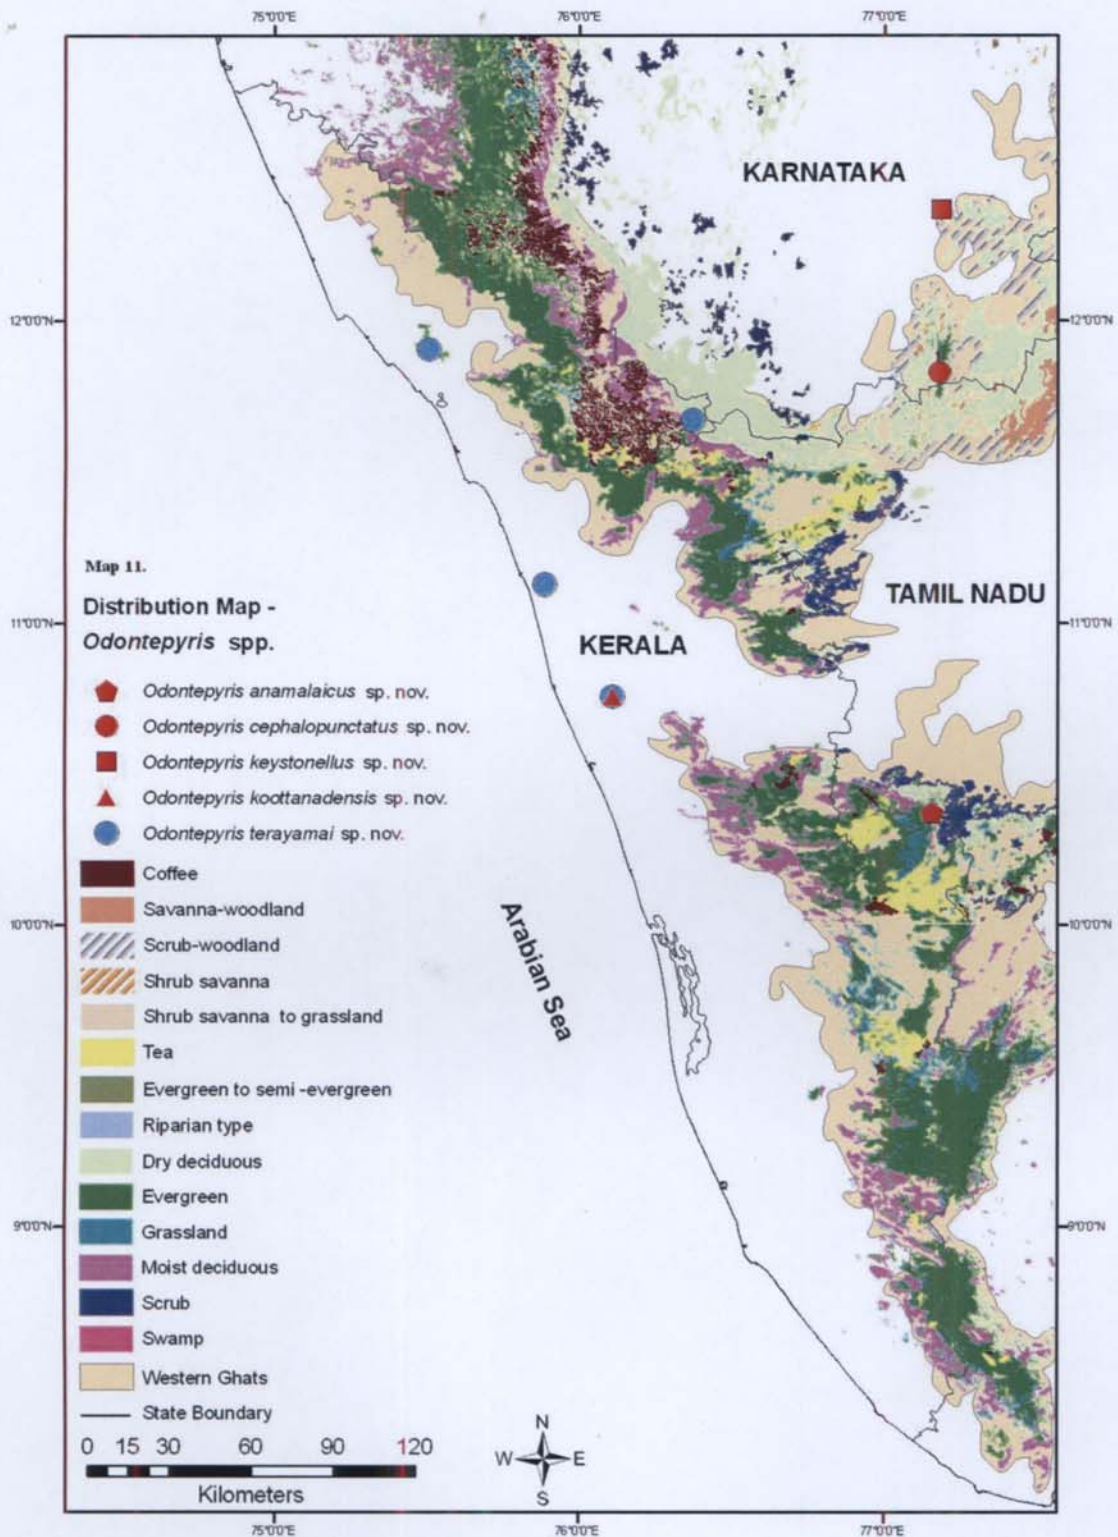 75°0'0"E 76°0'0"E 77°0'0"E
KARNATAKA
12°0'0"N 12°0'0"N
Map 11.
Distribution Map -
Odontepyris spp.
TAMIL NADU
11°0'0"N 11°0'0"N
KERALA
Odontepyris anamalaicus sp. nov.
Odontepyris cephalopunctatus sp. nov.
Odontepyris keystonellus sp. nov.
Odontepyris koottanadensis sp. nov.
Odontepyris terayamai sp. nov.
Coffee
Savanna-woodland
10°0'0"N 10°0'0"N
Arabian Sea
Scrub-woodland
Shrub savanna
Shrub savanna to grassland
Tea
Evergreen to semi -evergreen
Riparian type
Dry deciduous
Evergreen
9°0'0"N 9°0'0"N
Grassland
Moist deciduous
Scrub
Swamp
Western Ghats
State Boundary
0 15 30 60 90 120
Kilometers
N
W E
S
75°0'0"E 76°0'0"E 77°0'0"E